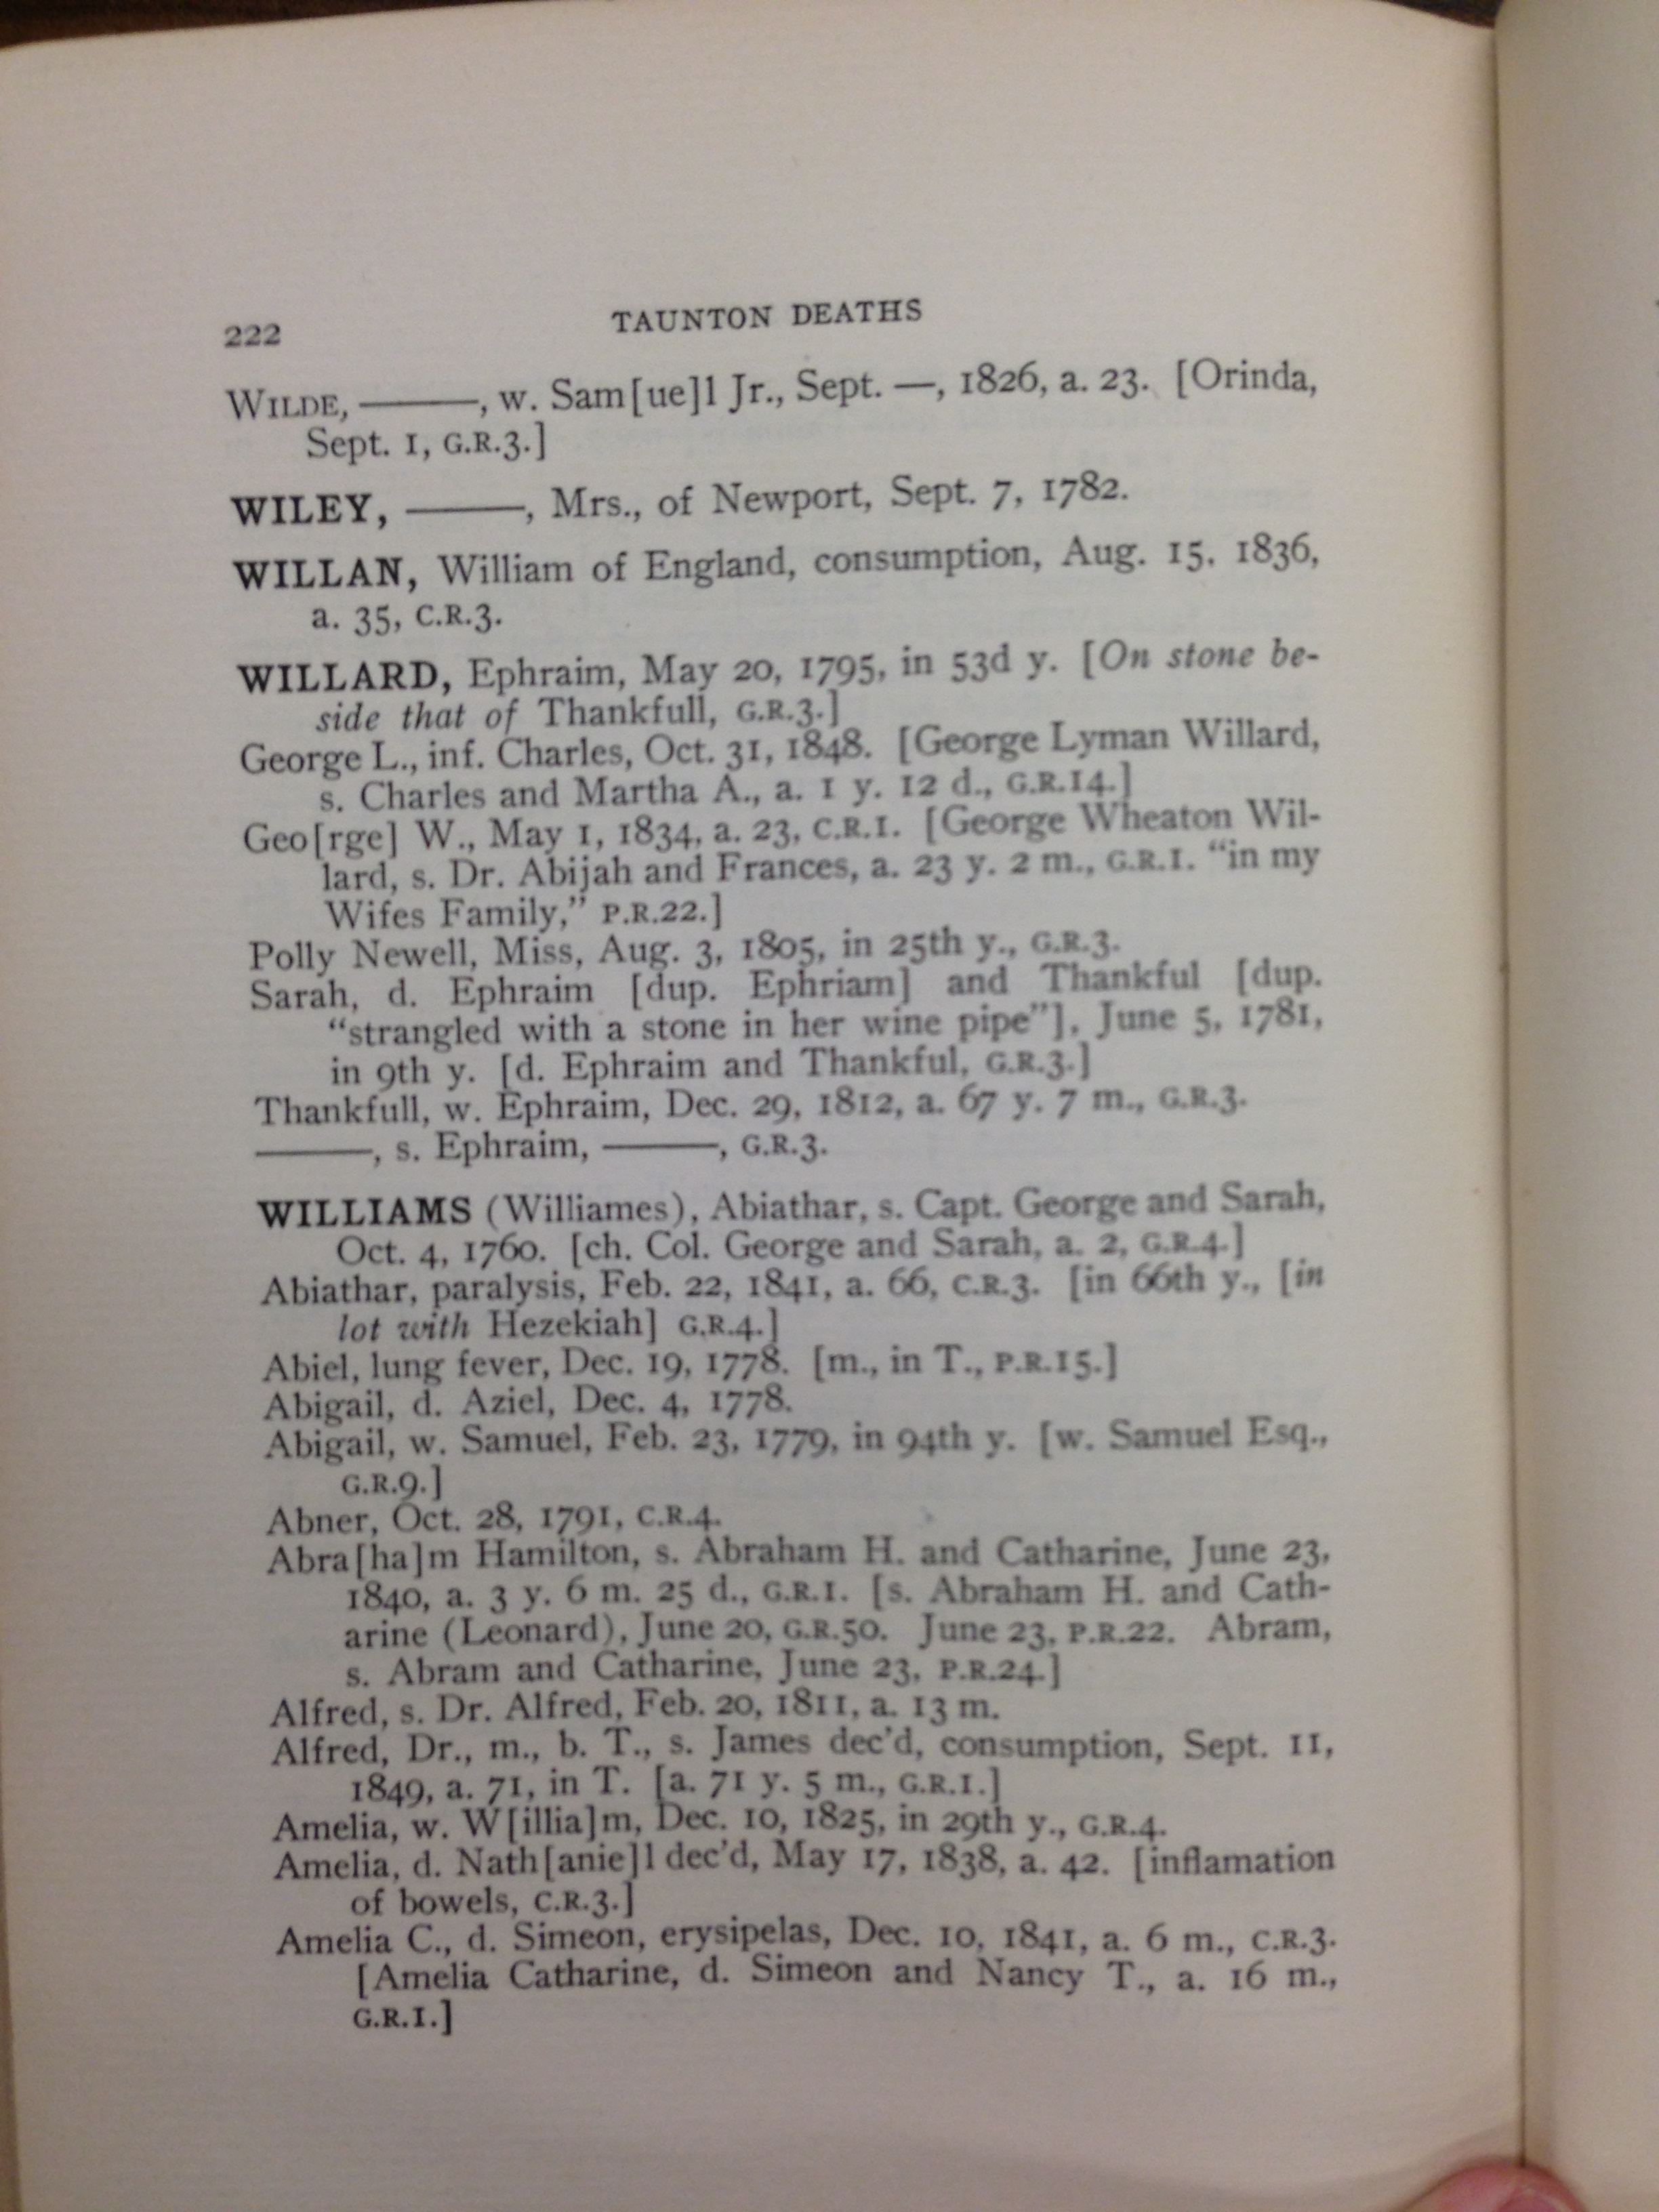 222 TAUNTON DEATHS
WILDE, ———, w. Sam[ue]l Jr., Sept. —, 1826, a. 23. [Orinda,
Sept. 1, G.R.3.]
WILEY, ———, Mrs., of Newport, Sept. 7, 1782.
WILLAN, William of England, consumption, Aug. 15, 1836,
a. 35, C.R.3.
WILLARD, Ephraim, May 20, 1795, in 53d y. [On stone be-
side that of Thankfull, G.R.3.]
George L., inf. Charles, Oct. 31, 1848. [George Lyman Willard,
s. Charles and Martha A., a. 1 y. 12 d., G.R.14.]
Geo[rge] W., May 1, 1834, a. 23, C.R.1. [George Wheaton Wil-
lard, s. Dr. Abijah and Frances, a. 23 y. 2 m., G.R.1. “in my
Wifes Family,” P.R.22.]
Polly Newell, Miss, Aug. 3, 1805, in 25th y., G.R.3.
Sarah, d. Ephraim [dup. Ephriam] and Thankful [dup.
“strangled with a stone in her wine pipe”], June 5, 1781,
in 9th y. [d. Ephraim and Thankful, G.R.3.]
Thankfull, w. Ephraim, Dec. 29, 1812, a. 67 y. 7 m., G.R.3.
———, s. Ephraim, ———, G.R.3.
WILLIAMS (Williames), Abiathar, s. Capt. George and Sarah,
Oct. 4, 1760. [ch. Col. George and Sarah, a. 2, G.R.4.]
Abiathar, paralysis, Feb. 22, 1841, a. 66, C.R.3. [in 66th y., [in
lot with Hezekiah] G.R.4.]
Abiel, lung fever, Dec. 19, 1778. [m., in T., P.R.15.]
Abigail, d. Aziel, Dec. 4, 1778.
Abigail, w. Samuel, Feb. 23, 1779, in 94th y. [w. Samuel Esq.,
G.R.9.]
Abner, Oct. 28, 1791, C.R.4.
Abra[ha]m Hamilton, s. Abraham H. and Catharine, June 23,
1840, a. 3 y. 6 m. 25 d., G.R.1. [s. Abraham H. and Cath-
arine (Leonard), June 20, G.R.50. June 23, P.R.22. Abram,
s. Abram and Catharine, June 23, P.R.24.]
Alfred, s. Dr. Alfred, Feb. 20, 1811, a. 13 m.
Alfred, Dr., m., b. T., s. James dec’d, consumption, Sept. 11,
1849, a. 71, in T. [a. 71 y. 5 m., G.R.1.]
Amelia, w. W[illia]m, Dec. 10, 1825, in 29th y., G.R.4.
Amelia, d. Nath[anie]l dec’d, May 17, 1838, a. 42. [inflamation
of bowels, C.R.3.]
Amelia C., d. Simeon, erysipelas, Dec. 10, 1841, a. 6 m., C.R.3.
[Amelia Catharine, d. Simeon and Nancy T., a. 16 m.,
G.R.1.]